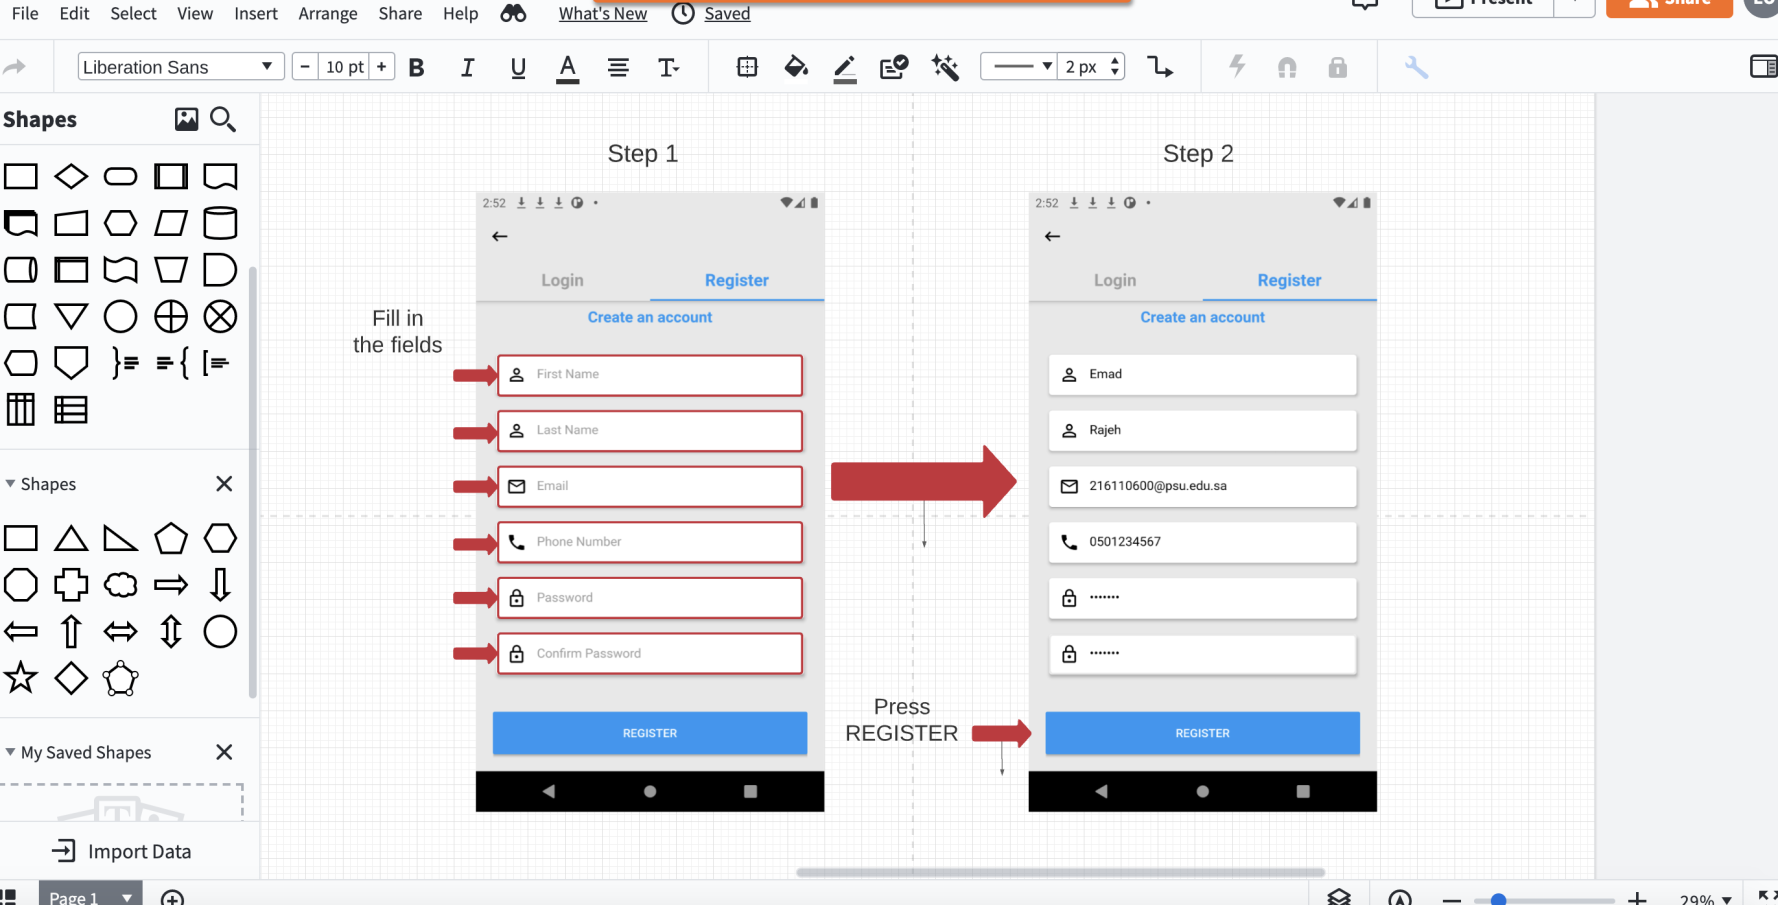 File Edit Select View Insert Arrange Share Help What's New Saved
Present
Share
Liberation Sans − 10 pt + B I U A T 2 px
Shapes
Shapes
My Saved Shapes
T
Import Data
Page 1
29%
Step 1
2:52
Login Register
Create an account
Fill in
the fields
First Name
Last Name
Email
Phone Number
Password
Confirm Password
REGISTER
Step 2
2:52
Login Register
Create an account
Emad
Rajeh
216110600@psu.edu.sa
0501234567
•••••••
•••••••
Press
REGISTER
REGISTER